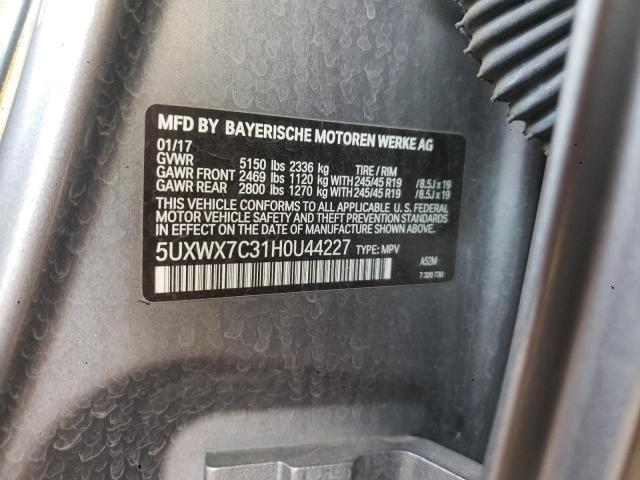 MFD BY BAYERISCHE MOTOREN WERKE AG
01/17
GVWR 5150 lbs 2336 kg TIRE / RIM
GAWR FRONT 2469 lbs 1120 kg WITH 245/45 R19 /8.5J x 19
GAWR REAR 2800 lbs 1270 kg WITH 245/45 R19 /8.5J x 19
THIS VEHICLE CONFORMS TO ALL APPLICABLE U.S. FEDERAL
MOTOR VEHICLE SAFETY AND THEFT PREVENTION STANDARDS
IN EFFECT ON THE DATE OF MANUFACTURE SHOWN ABOVE.
5UXWX7C31H0U44227 TYPE: MPV
A52M
7 320 730